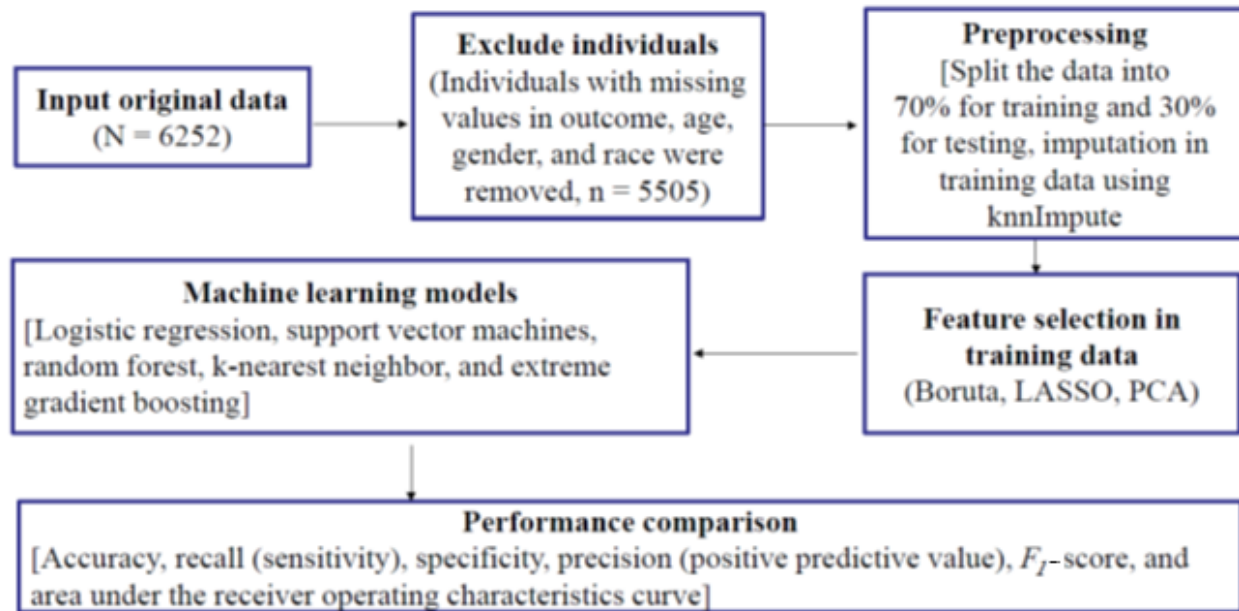 Input original data
(N = 6252)
Exclude individuals
(Individuals with missing
values in outcome, age,
gender, and race were
removed, n = 5505)
Preprocessing
[Split the data into
70% for training and 30%
for testing, imputation in
training data using
knnImpute
Feature selection in
training data
(Boruta, LASSO, PCA)
Machine learning models
[Logistic regression, support vector machines,
random forest, k-nearest neighbor, and extreme
gradient boosting]
Performance comparison
[Accuracy, recall (sensitivity), specificity, precision (positive predictive value), F1-score, and
area under the receiver operating characteristics curve]